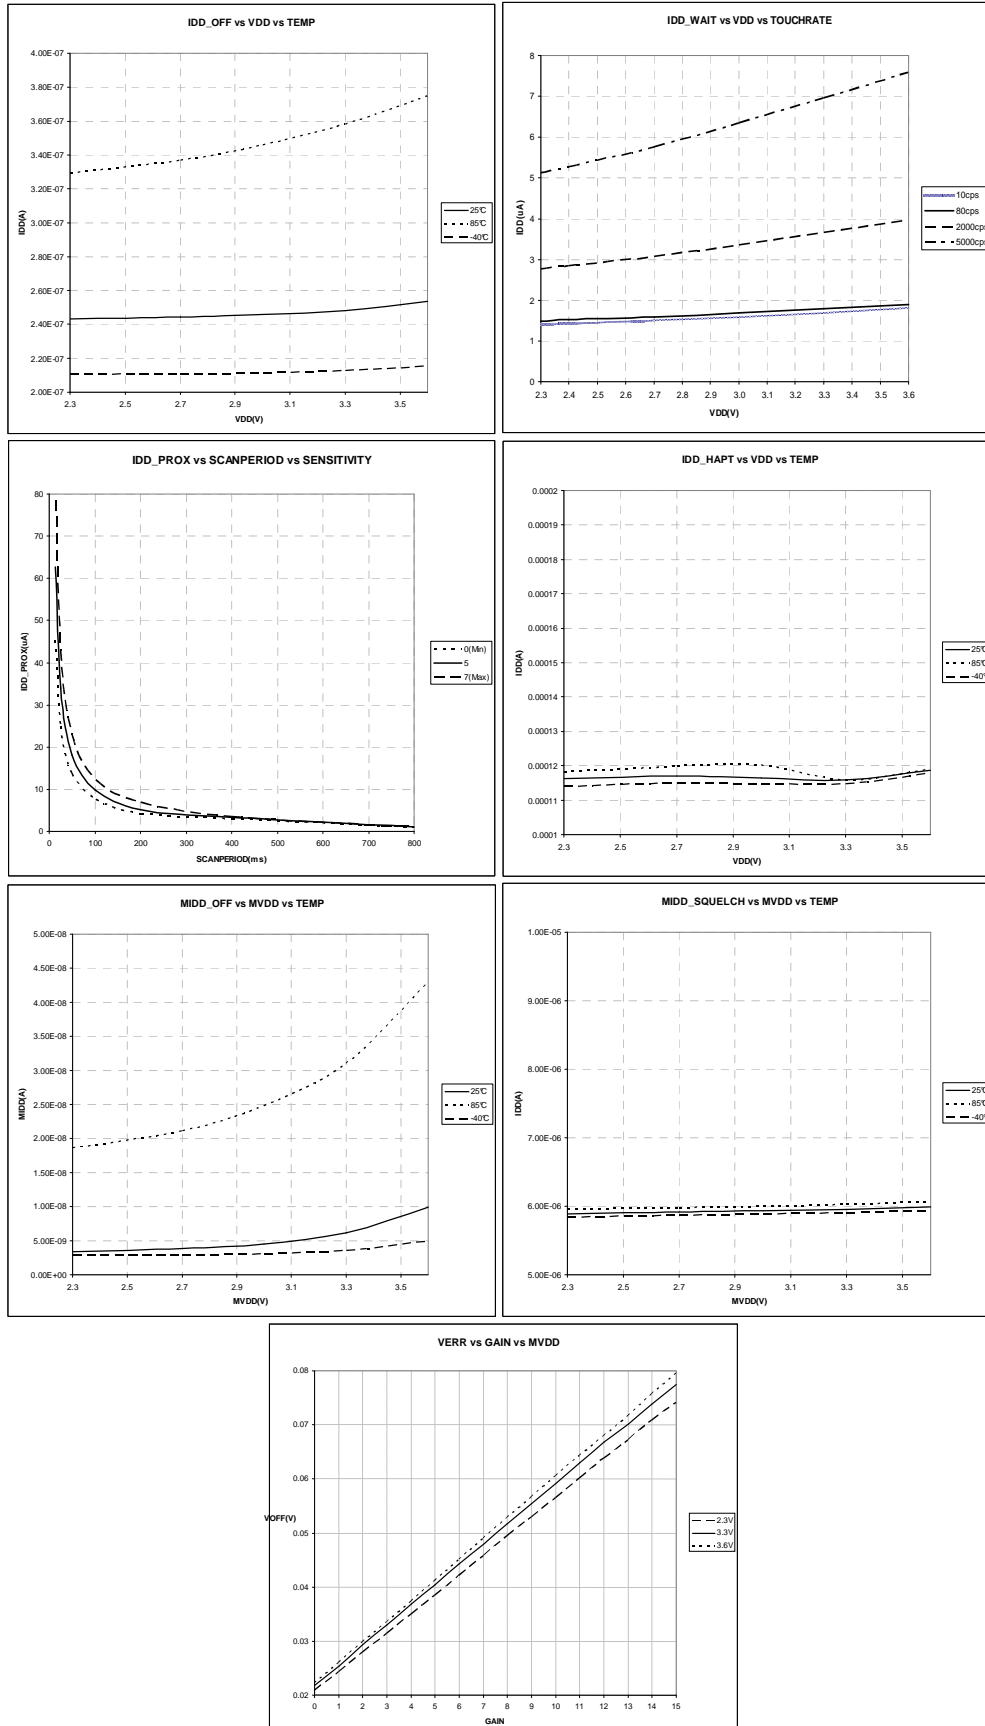 IDD_OFF vs VDD vs TEMP
4.00E-07
3.80E-07
3.60E-07
3.40E-07
3.20E-07
3.00E-07
2.80E-07
2.60E-07
2.40E-07
2.20E-07
2.00E-07
IDD(A)
2.3 2.5 2.7 2.9 3.1 3.3 3.5
VDD(V)
25℃
85℃
-40℃
IDD_WAIT vs VDD vs TOUCHRATE
8
7
6
5
4
3
2
1
0
IDD(uA)
2.3 2.4 2.5 2.6 2.7 2.8 2.9 3.0 3.1 3.2 3.3 3.4 3.5 3.6
VDD(V)
10cps
80cps
2000cps
5000cps
IDD_PROX vs SCANPERIOD vs SENSITIVITY
80
70
60
50
40
30
20
10
0
IDD_PROX(uA)
0 100 200 300 400 500 600 700 800
SCANPERIOD(ms)
0(Min)
5
7(Max)
IDD_HAPT vs VDD vs TEMP
0.0002
0.00019
0.00018
0.00017
0.00016
0.00015
0.00014
0.00013
0.00012
0.00011
0.0001
IDD(A)
2.3 2.5 2.7 2.9 3.1 3.3 3.5
VDD(V)
25℃
85℃
-40°
MIDD_OFF vs MVDD vs TEMP
5.00E-08
4.50E-08
4.00E-08
3.50E-08
3.00E-08
2.50E-08
2.00E-08
1.50E-08
1.00E-08
5.00E-09
0.00E+00
MIDD(A)
2.3 2.5 2.7 2.9 3.1 3.3 3.5
MVDD(V)
25℃
85℃
-40℃
MIDD_SQUELCH vs MVDD vs TEMP
1.00E-05
9.00E-06
8.00E-06
7.00E-06
6.00E-06
5.00E-06
IDD(A)
2.3 2.5 2.7 2.9 3.1 3.3 3.5
MVDD(V)
25℃
85℃
-40°
VERR vs GAIN vs MVDD
0.08
0.07
0.06
0.05
0.04
0.03
0.02
VOFF(V)
0 1 2 3 4 5 6 7 8 9 10 11 12 13 14 15
GAIN
2.3V
3.3V
3.6V